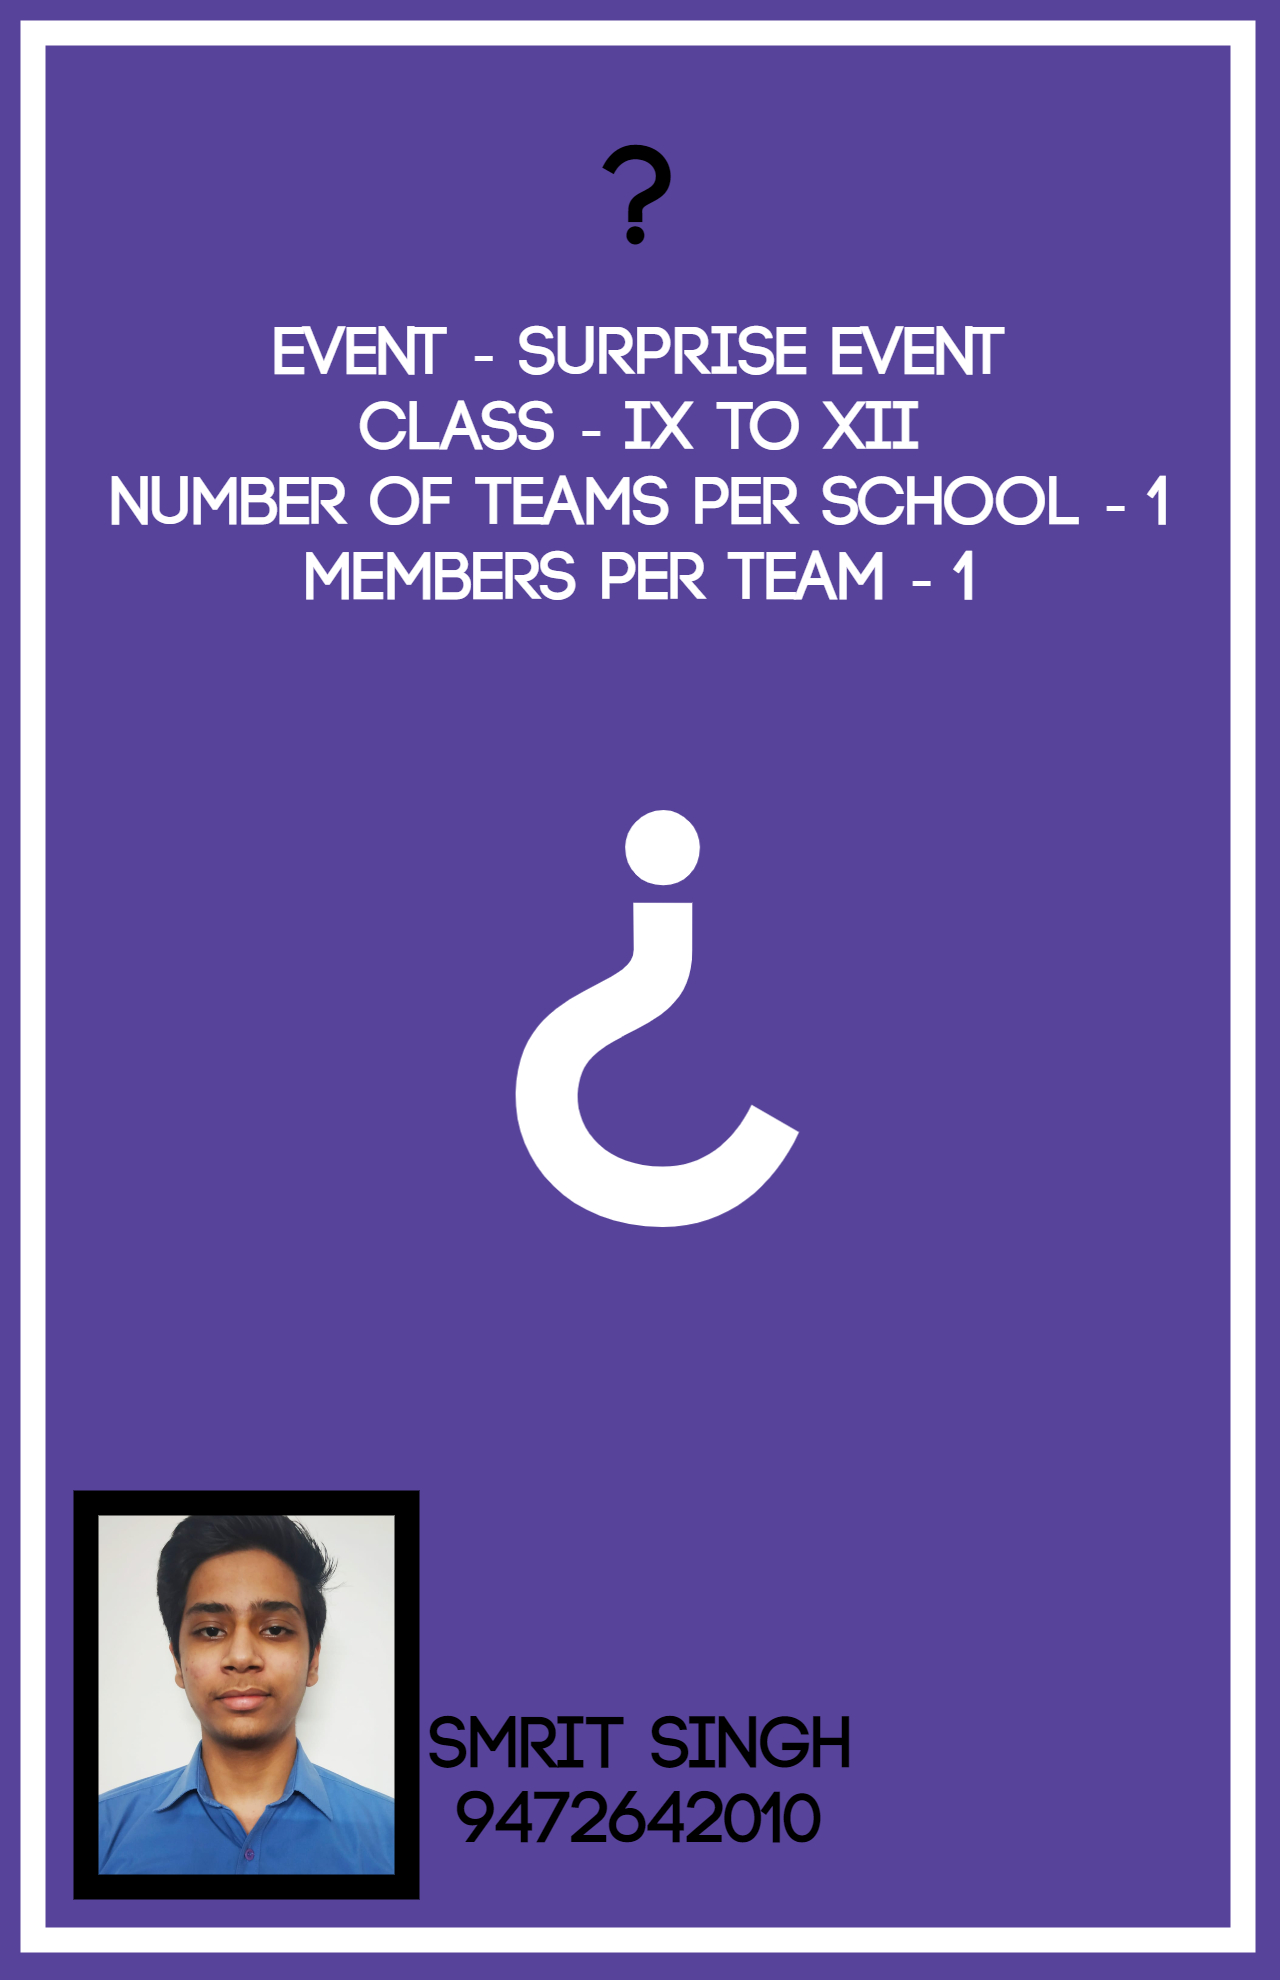 ?
EVENT - SURPRISE EVENT
CLASS - IX TO XII
NUMBER OF TEAMS PER SCHOOL - 1
MEMBERS PER TEAM - 1
?
SMRIT SINGH
9472642010